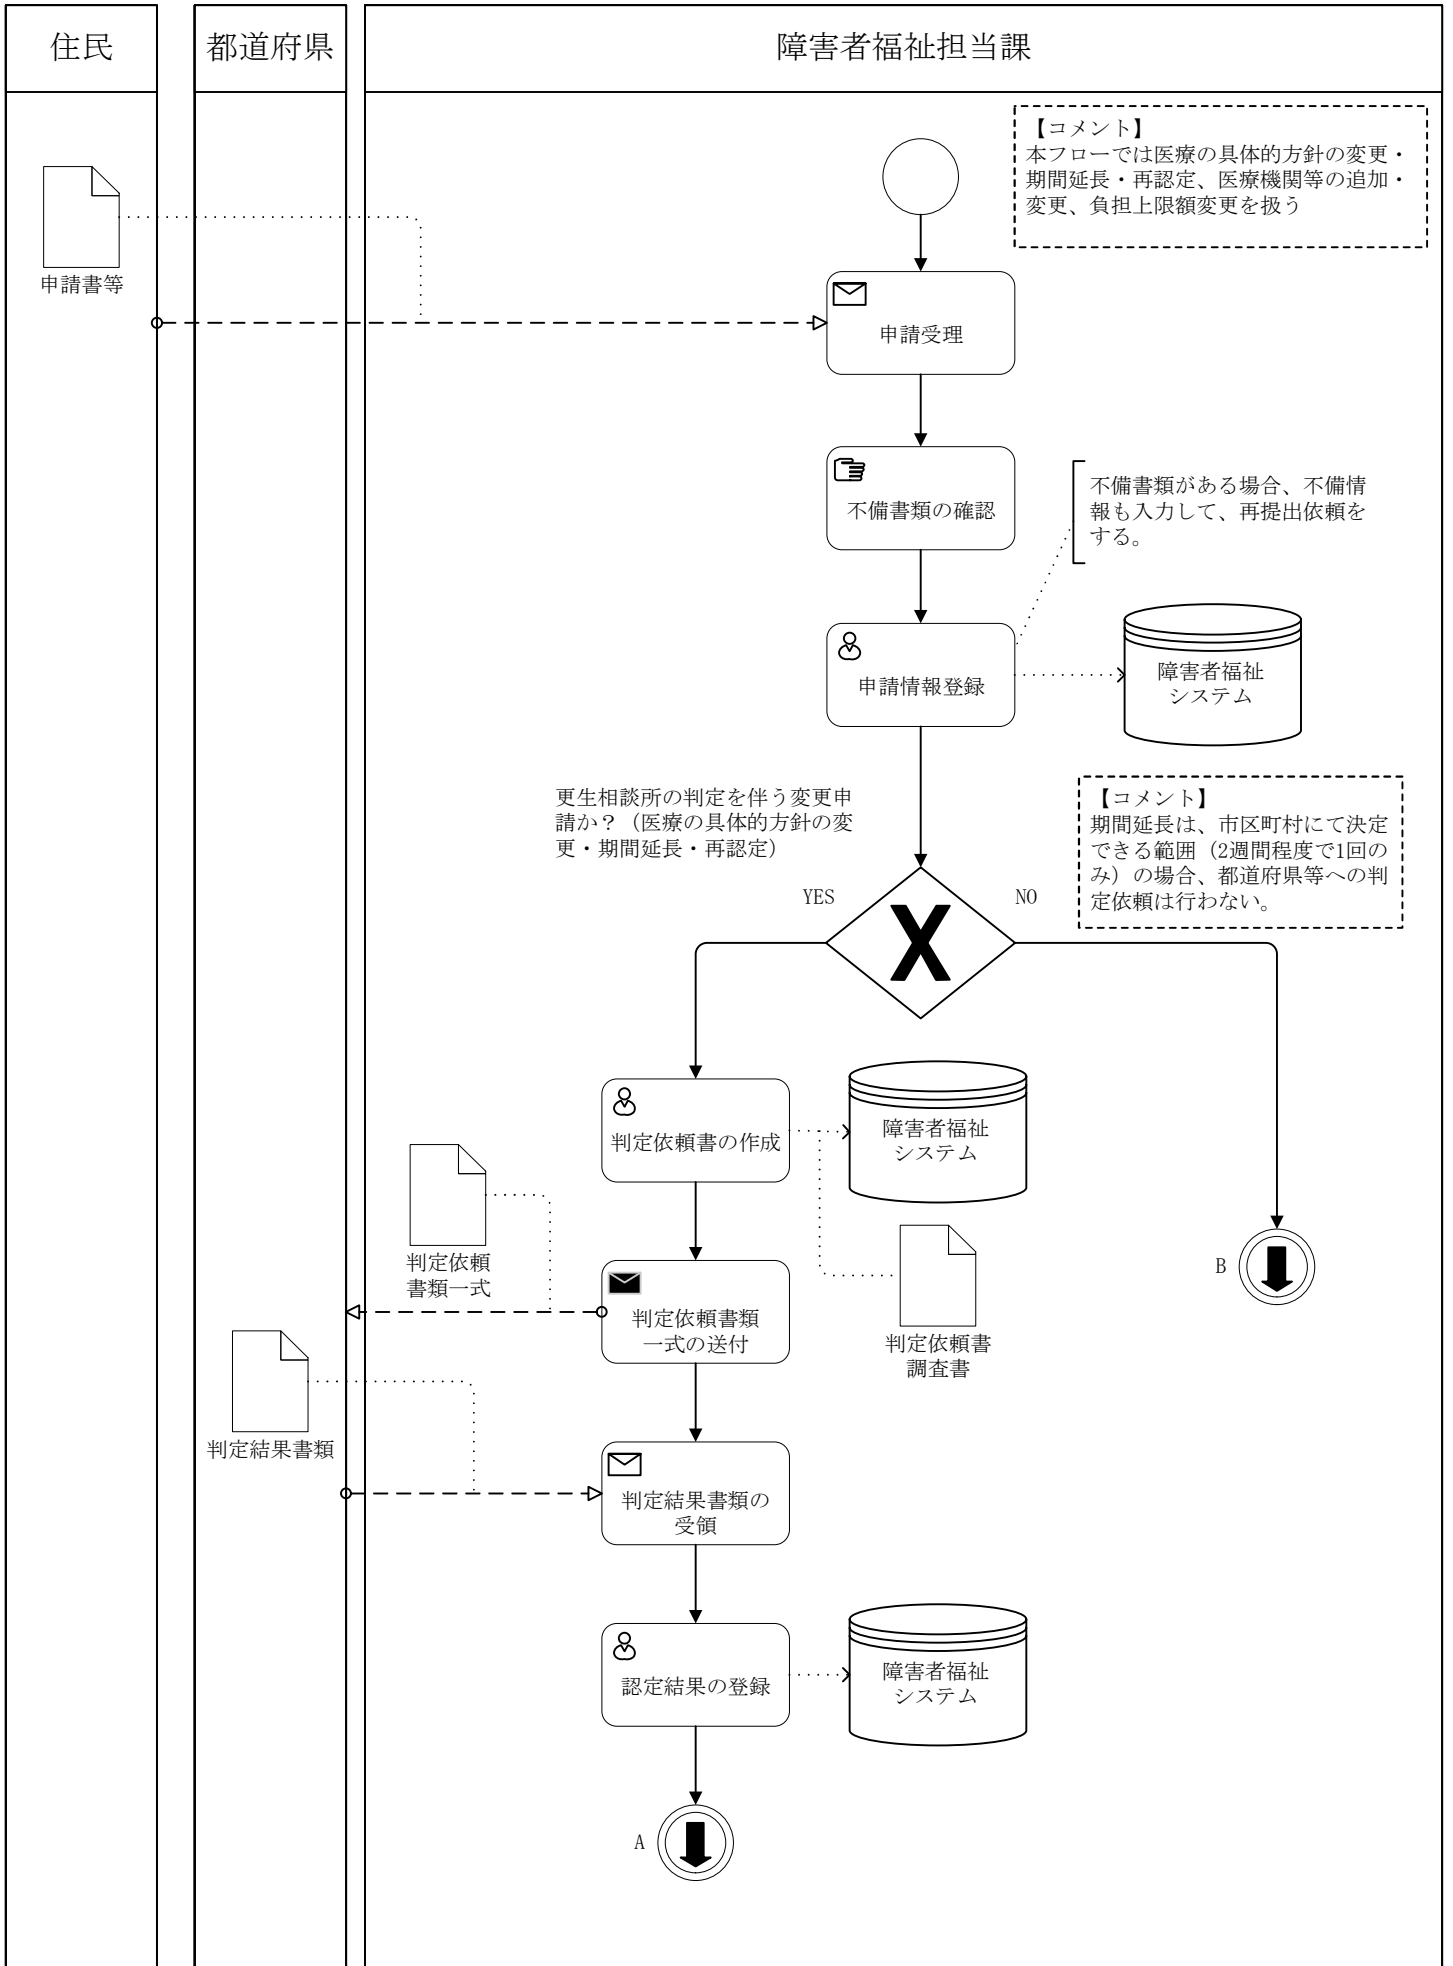 住民
都道府県
障害者福祉担当課
【コメント】
本フローでは医療の具体的方針の変更・
期間延長・再認定、医療機関等の追加・
変更、負担上限額変更を扱う
申請書等
申請受理
不備書類の確認
不備書類がある場合、不備情
報も入力して、再提出依頼を
する。
申請情報登録
障害者福祉
システム
更生相談所の判定を伴う変更申
請か？（医療の具体的方針の変
更・期間延長・再認定）
【コメント】
期間延長は、市区町村にて決定
できる範囲（2週間程度で1回の
み）の場合、都道府県等への判
定依頼は行わない。
YES
NO
判定依頼書の作成
障害者福祉
システム
判定依頼
書類一式
判定依頼書類
一式の送付
判定依頼書
調査書
B
判定結果書類
判定結果書類の
受領
認定結果の登録
障害者福祉
システム
A